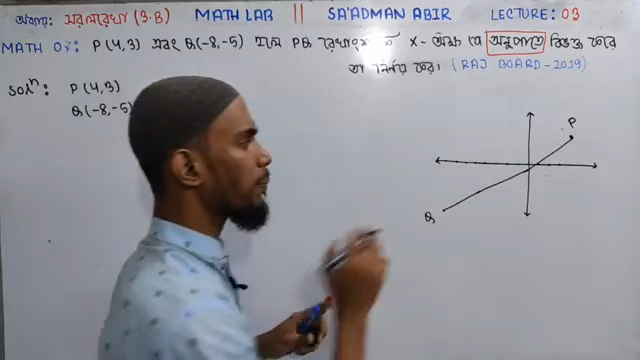 অধ্যায়: সরলরেখা (3.B) MATH LAB || SA'ADMAN ABIR LECTURE: 03
MATH 07: P(4,3) এবং Q(-8,-5) হলে PQ X- অক্ষ যে অনুপাতে বিভক্ত করে
তা নির্ণয় কর। (RAJ BOARD-2019)
Solⁿ: P(4,3)
Q(-8,-5)
P
Q